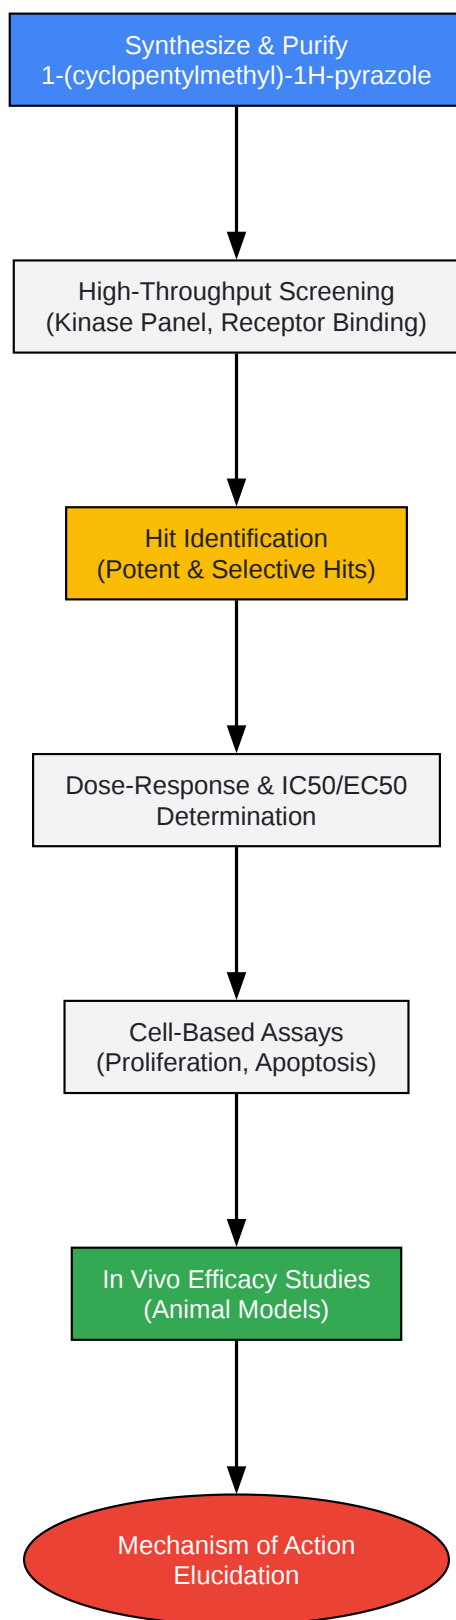 Synthesize & Purify
1-(cyclopentylmethyl)-1H-pyrazole
High-Throughput Screening
(Kinase Panel, Receptor Binding)
Hit Identification
(Potent & Selective Hits)
Dose-Response & IC50/EC50
Determination
Cell-Based Assays
(Proliferation, Apoptosis)
In Vivo Efficacy Studies
(Animal Models)
Mechanism of Action
Elucidation